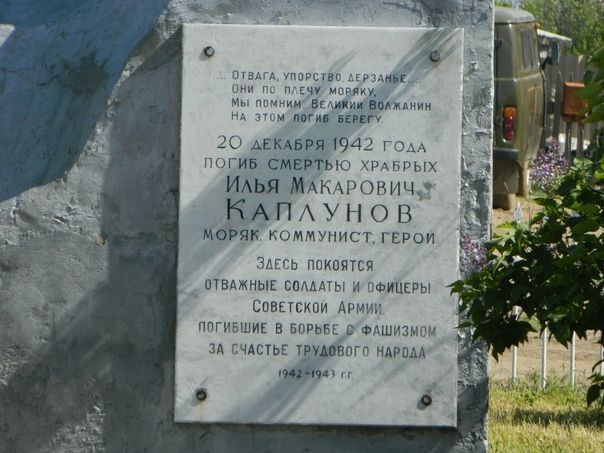 ....Отвага, упорство, дерзанье....
Они по плечу моряку.
Мы помним: Великий Волжанин
На этом погиб берегу.
20 декабря 1942 года
погиб смертью храбрых
Илья Макарович
Каплунов
моряк, коммунист, герой
Здесь покоятся
отважные солдаты и офицеры
Советской Армии,
погибшие в борьбе с фашизмом
за счастье трудового народа
1942-1943 г.г.